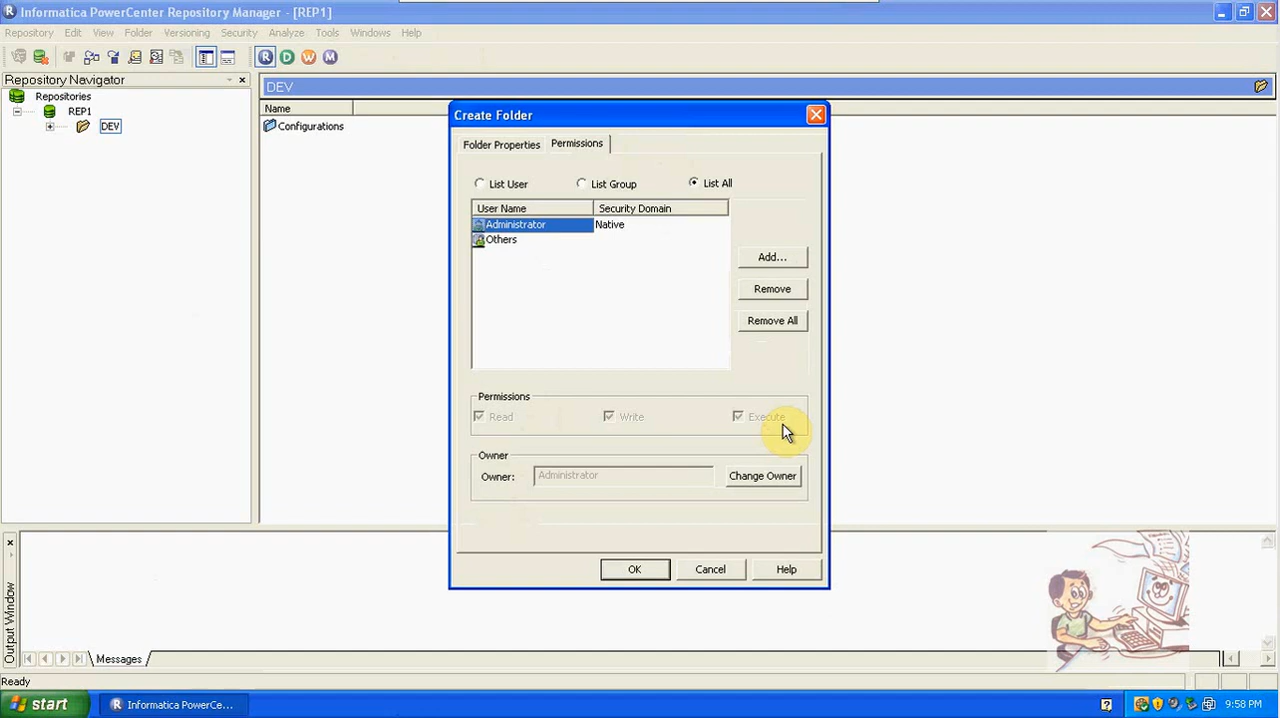 Informatica PowerCenter Repository Manager - [REP1]
Repository Edit View Folder Versioning Security Analyze Tools Windows Help
R D W M
Repository Navigator
DEV
Repositories
REP1
DEV
Name
Configurations
Create Folder
Folder Properties Permissions
List User List Group List All
User Name Security Domain
Administrator Native
Others
Add...
Remove
Remove All
Permissions
Read Write Execute
Owner
Owner: Administrator Change Owner
OK Cancel Help
Output Window
Messages
Ready
start
R Informatica PowerCe...
?
9:58 PM